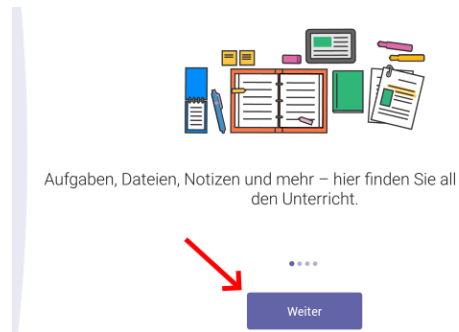 Aufgaben, Dateien, Notizen und mehr – hier finden Sie all
den Unterricht.
Weiter